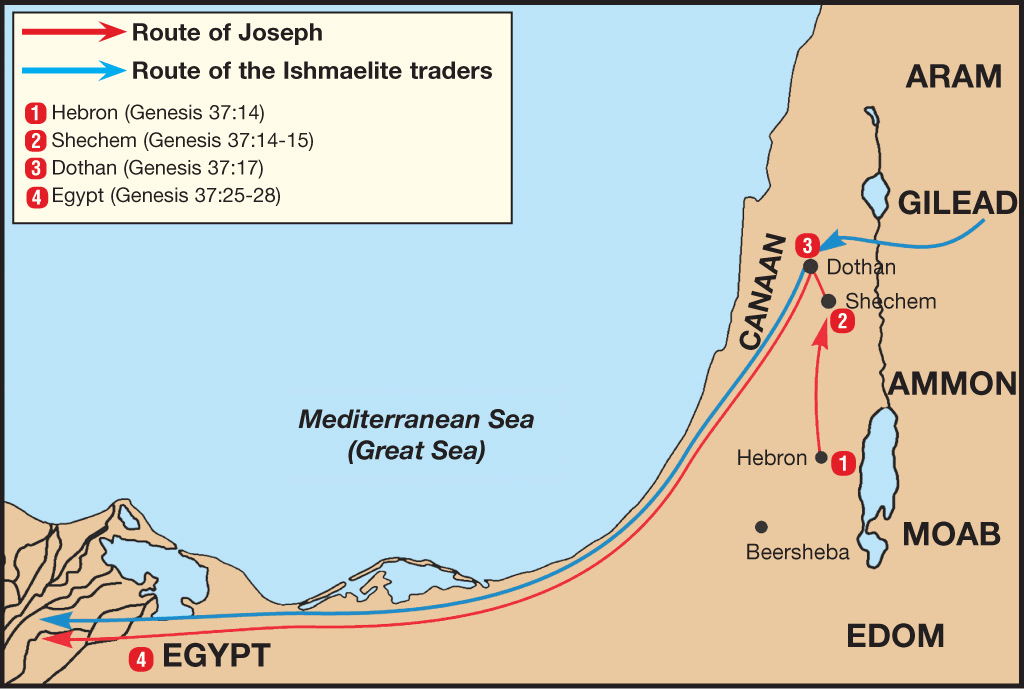 Route of Joseph
Route of the Ishmaelite traders
1 Hebron (Genesis 37:14)
2 Shechem (Genesis 37:14-15)
3 Dothan (Genesis 37:17)
4 Egypt (Genesis 37:25-28)
ARAM
GILEAD
CANAAN
3
Dothan
Shechem
2
AMMON
Mediterranean Sea
(Great Sea)
Hebron
1
MOAB
Beersheba
EDOM
4 EGYPT